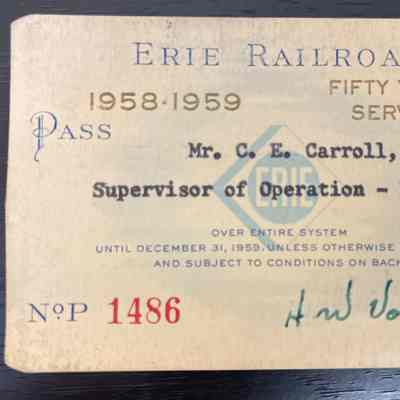 ERIE RAILROA
1958-1959
FIFTY
SERV
PASS
Mr. C. E. Carroll,
Supervisor of Operation -
ERIE
OVER ENTIRE SYSTEM
UNTIL DECEMBER 31, 1959, UNLESS OTHERWISE
AND SUBJECT TO CONDITIONS ON BACK
NoP 1486